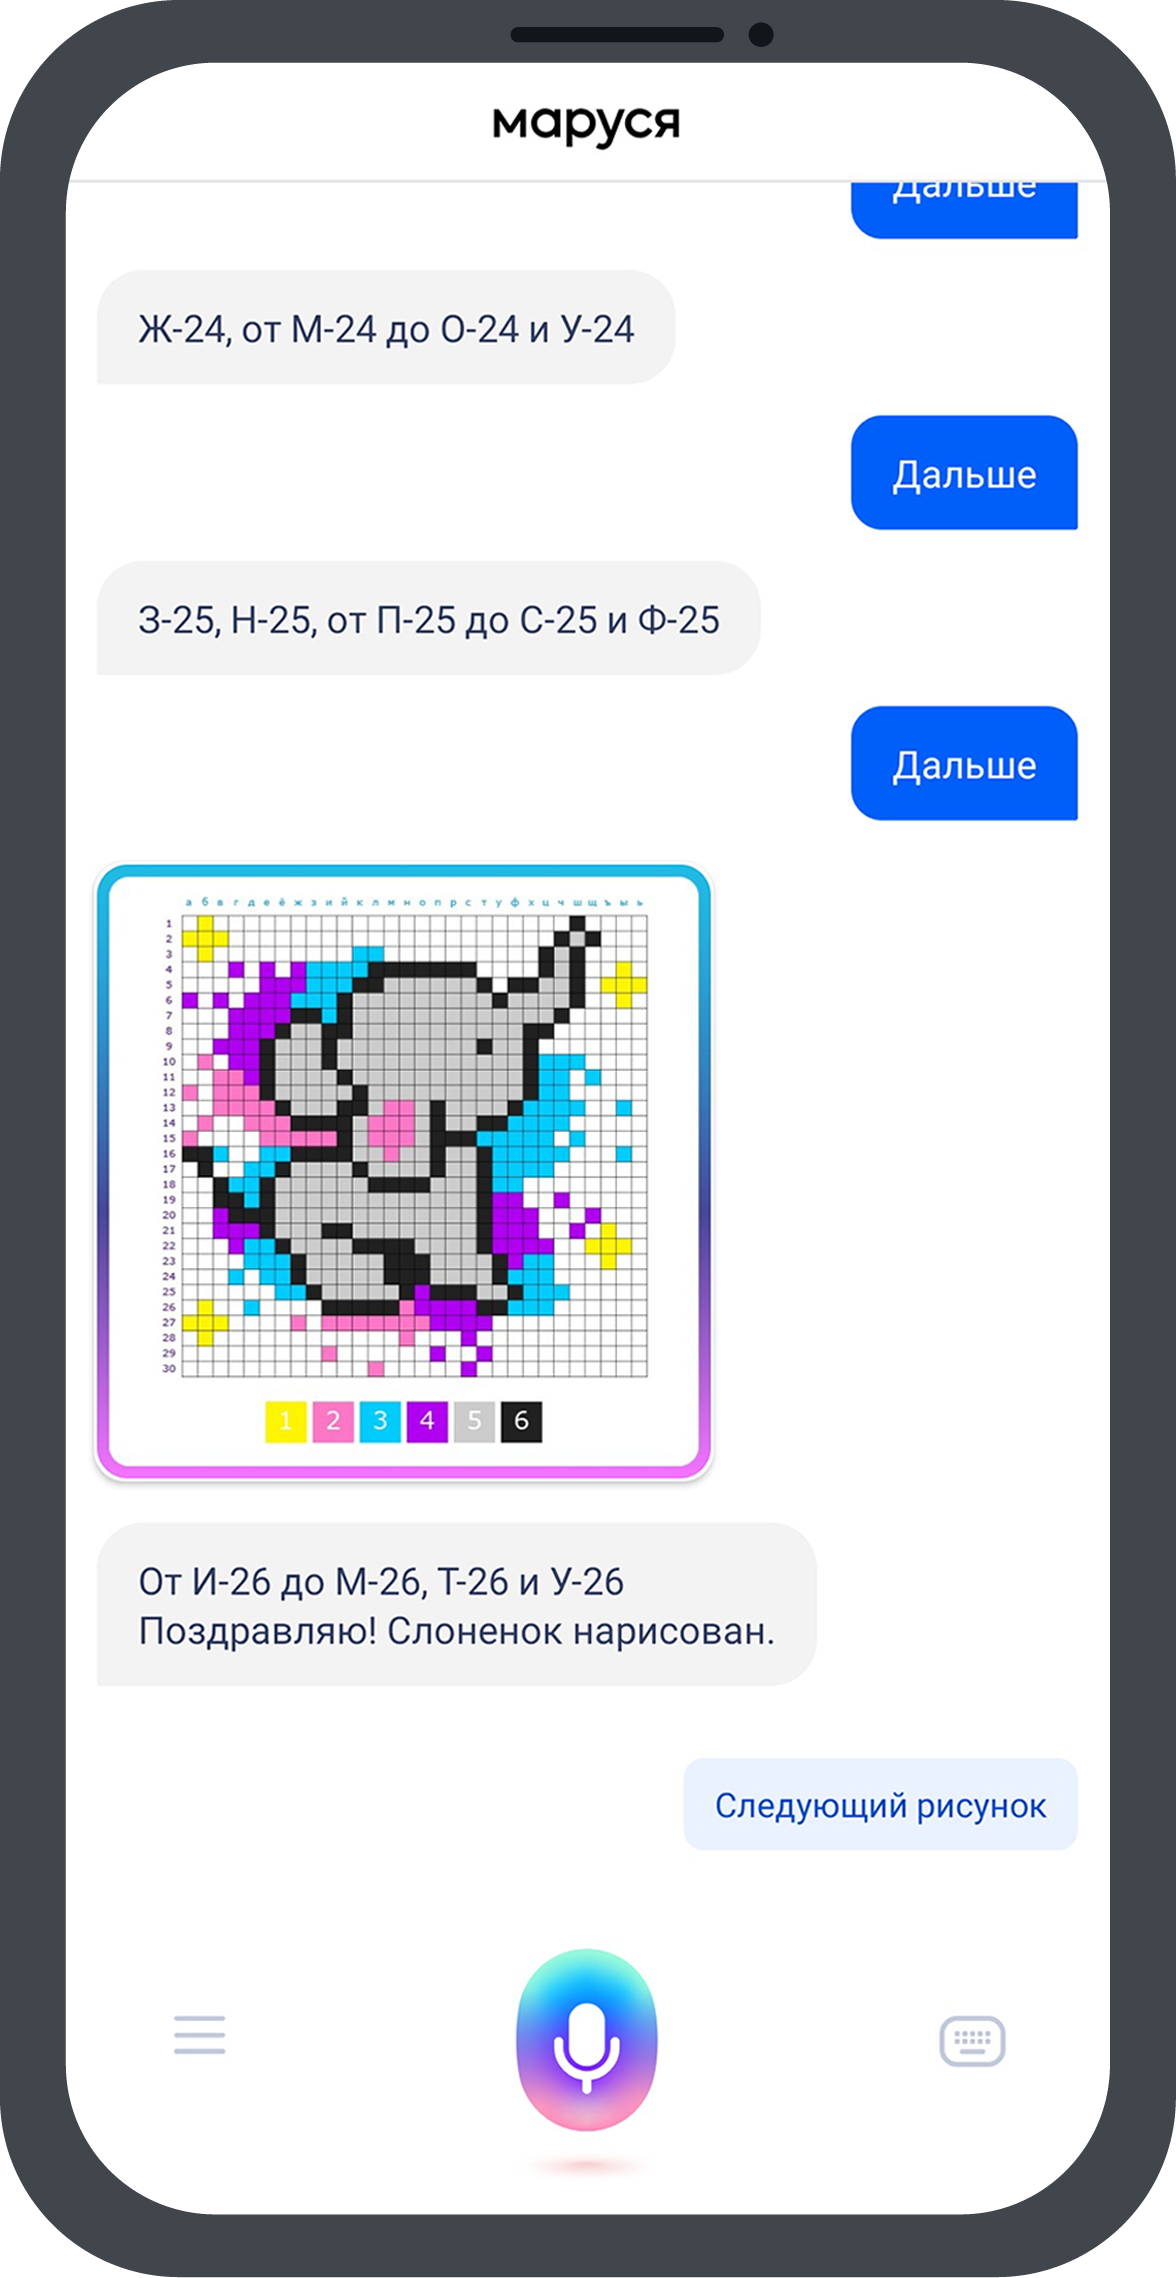 маруся
Дальше
Ж-24, от М-24 до О-24 и У-24
Дальше
З-25, Н-25, от П-25 до С-25 и Ф-25
Дальше
а б в г д е ё ж з и й к л м н о п р с т у ф х ц ч ш щ ъ ы ь
1
2
3
4
5
6
7
8
9
10
11
12
13
14
15
16
17
18
19
20
21
22
23
24
25
26
27
28
29
30
1 2 3 4 5 6
От И-26 до М-26, Т-26 и У-26
Поздравляю! Слоненок нарисован.
Следующий рисунок